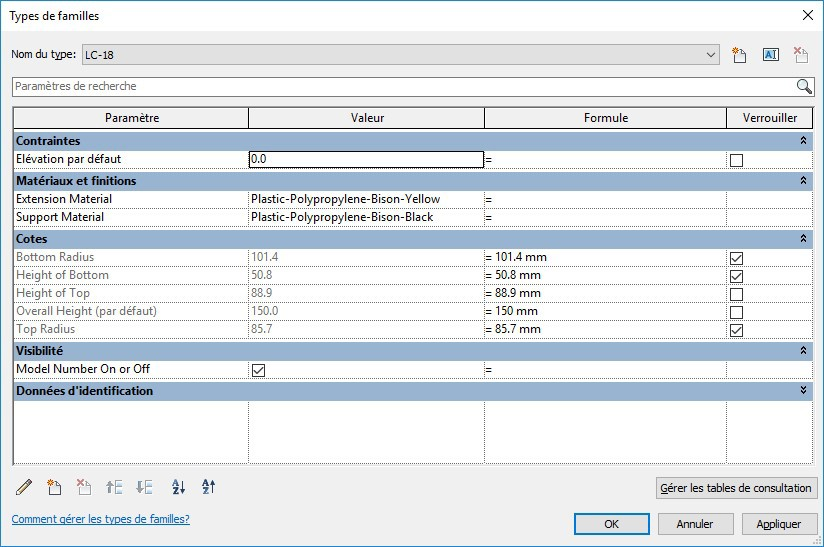 Types de familles
Nom du type: LC-18
Paramètres de recherche
Paramètre Valeur Formule Verrouiller
Contraintes
Elévation par défaut 0.0 =
Matériaux et finitions
Extension Material Plastic-Polypropylene-Bison-Yellow =
Support Material Plastic-Polypropylene-Bison-Black =
Cotes
Bottom Radius 101.4 = 101.4 mm
Height of Bottom 50.8 = 50.8 mm
Height of Top 88.9 = 88.9 mm
Overall Height (par défaut) 150.0 = 150 mm
Top Radius 85.7 = 85.7 mm
Visibilité
Model Number On or Off =
Données d'identification
Gérer les tables de consultation
Comment gérer les types de familles?
OK Annuler Appliquer